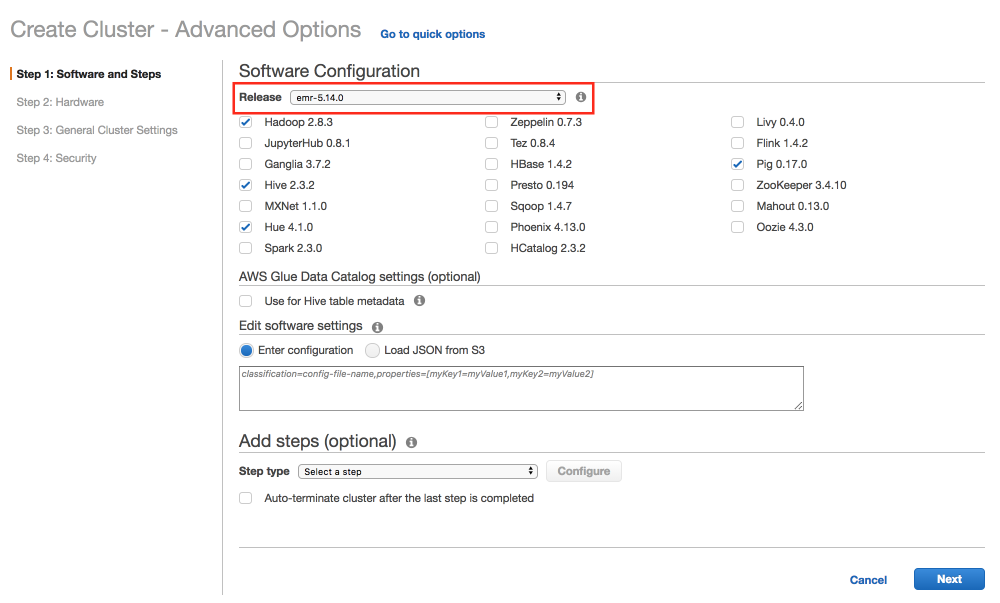 Create Cluster - Advanced Options Go to quick options
Step 1: Software and Steps
Step 2: Hardware
Step 3: General Cluster Settings
Step 4: Security
Software Configuration
Release emr-5.14.0
Hadoop 2.8.3 Zeppelin 0.7.3 Livy 0.4.0
JupyterHub 0.8.1 Tez 0.8.4 Flink 1.4.2
Ganglia 3.7.2 HBase 1.4.2 Pig 0.17.0
Hive 2.3.2 Presto 0.194 ZooKeeper 3.4.10
MXNet 1.1.0 Sqoop 1.4.7 Mahout 0.13.0
Hue 4.1.0 Phoenix 4.13.0 Oozie 4.3.0
Spark 2.3.0 HCatalog 2.3.2
AWS Glue Data Catalog settings (optional)
Use for Hive table metadata
Edit software settings
Enter configuration Load JSON from S3
classification=config-file-name,properties=[myKey1=myValue1,myKey2=myValue2]
Add steps (optional)
Step type Select a step Configure
Auto-terminate cluster after the last step is completed
Cancel Next